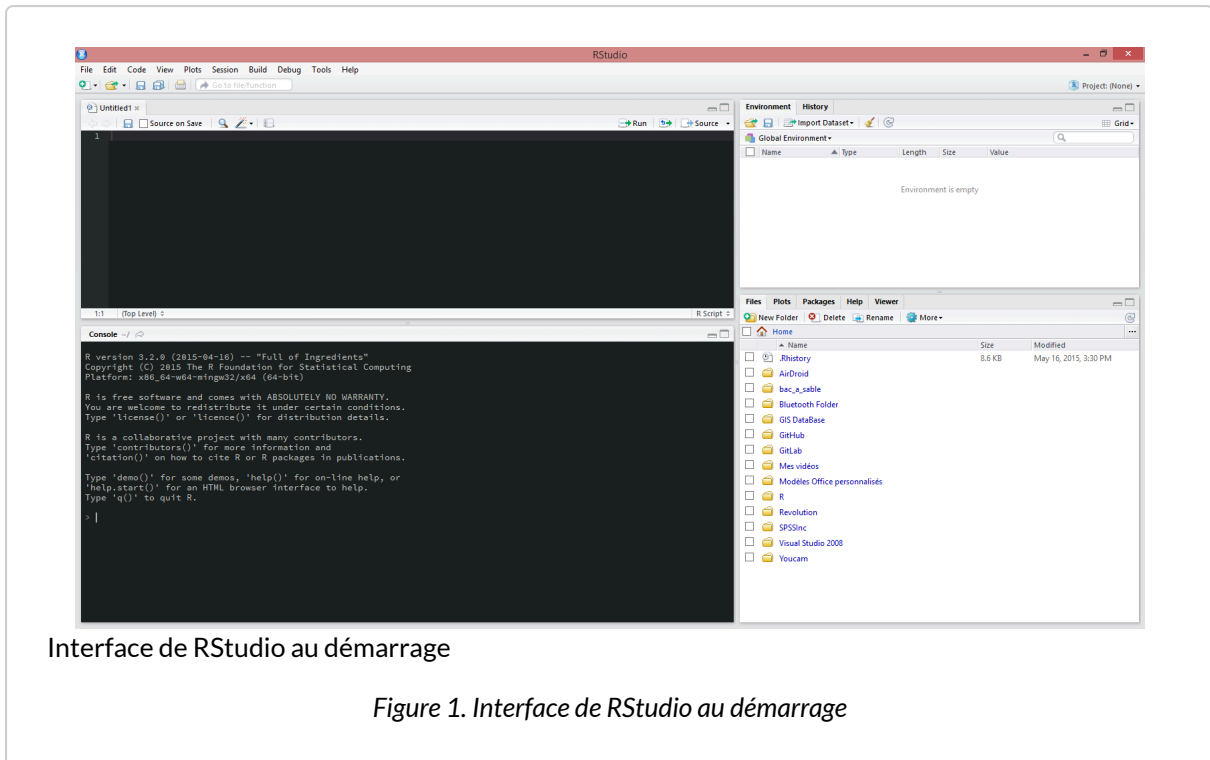 RStudio
File Edit Code View Plots Session Build Debug Tools Help
Go to file/function
Project: (None)
Untitled1
Source on Save
Run
Source
1
1:1 (Top Level)
R Script
Console ~/
R version 3.2.0 (2015-04-16) -- "Full of Ingredients"
Copyright (C) 2015 The R Foundation for Statistical Computing
Platform: x86_64-w64-mingw32/x64 (64-bit)
R is free software and comes with ABSOLUTELY NO WARRANTY.
You are welcome to redistribute it under certain conditions.
Type 'license()' or 'licence()' for distribution details.
R is a collaborative project with many contributors.
Type 'contributors()' for more information and
'citation()' on how to cite R or R packages in publications.
Type 'demo()' for some demos, 'help()' for on-line help, or
'help.start()' for an HTML browser interface to help.
Type 'q()' to quit R.
>
Environment History
Import Dataset
Grid
Global Environment
Name Type Length Size Value
Environment is empty
Files Plots Packages Help Viewer
New Folder Delete Rename More
Home
Name Size Modified
.Rhistory 8.6 KB May 16, 2015, 3:30 PM
AirDroid
bac_a_sable
Bluetooth Folder
GIS DataBase
GitHub
GitLab
Mes vidéos
Modèles Office personnalisés
R
Revolution
SPSSInc
Visual Studio 2008
Youcam
Interface de RStudio au démarrage
Figure 1. Interface de RStudio au démarrage